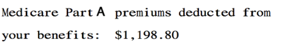 Medicare Part A premiums deducted from
your benefits: $1,198.80